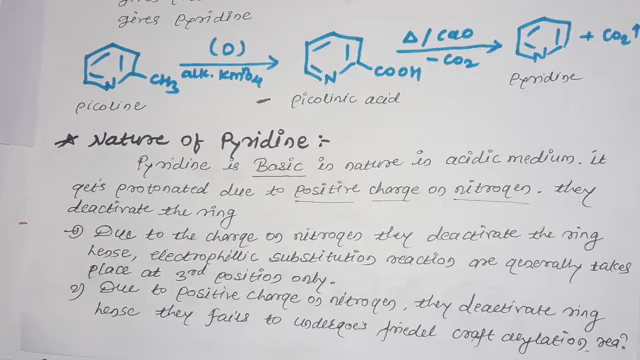 gives Pyridine
(O)
alk. KmnO4
N
CH3
picoline
N
COOH
picolinic acid
Δ/CaO
-CO2
N
+ CO2↑
Pyridine
* Nature of Pyridine :-
Pyridine is Basic in nature in acidic medium. it
get's protonated due to positive charge on nitrogen. they
deactivate the ring
1) Due to the charge on nitrogen they deactivate the ring
hense, electrophillic substitution reaction are generally takes
place at 3rd position only.
2) Due to positive charge on nitrogen, they deactivate ring
hense they fails to undergoes friedel craft acylation rea?